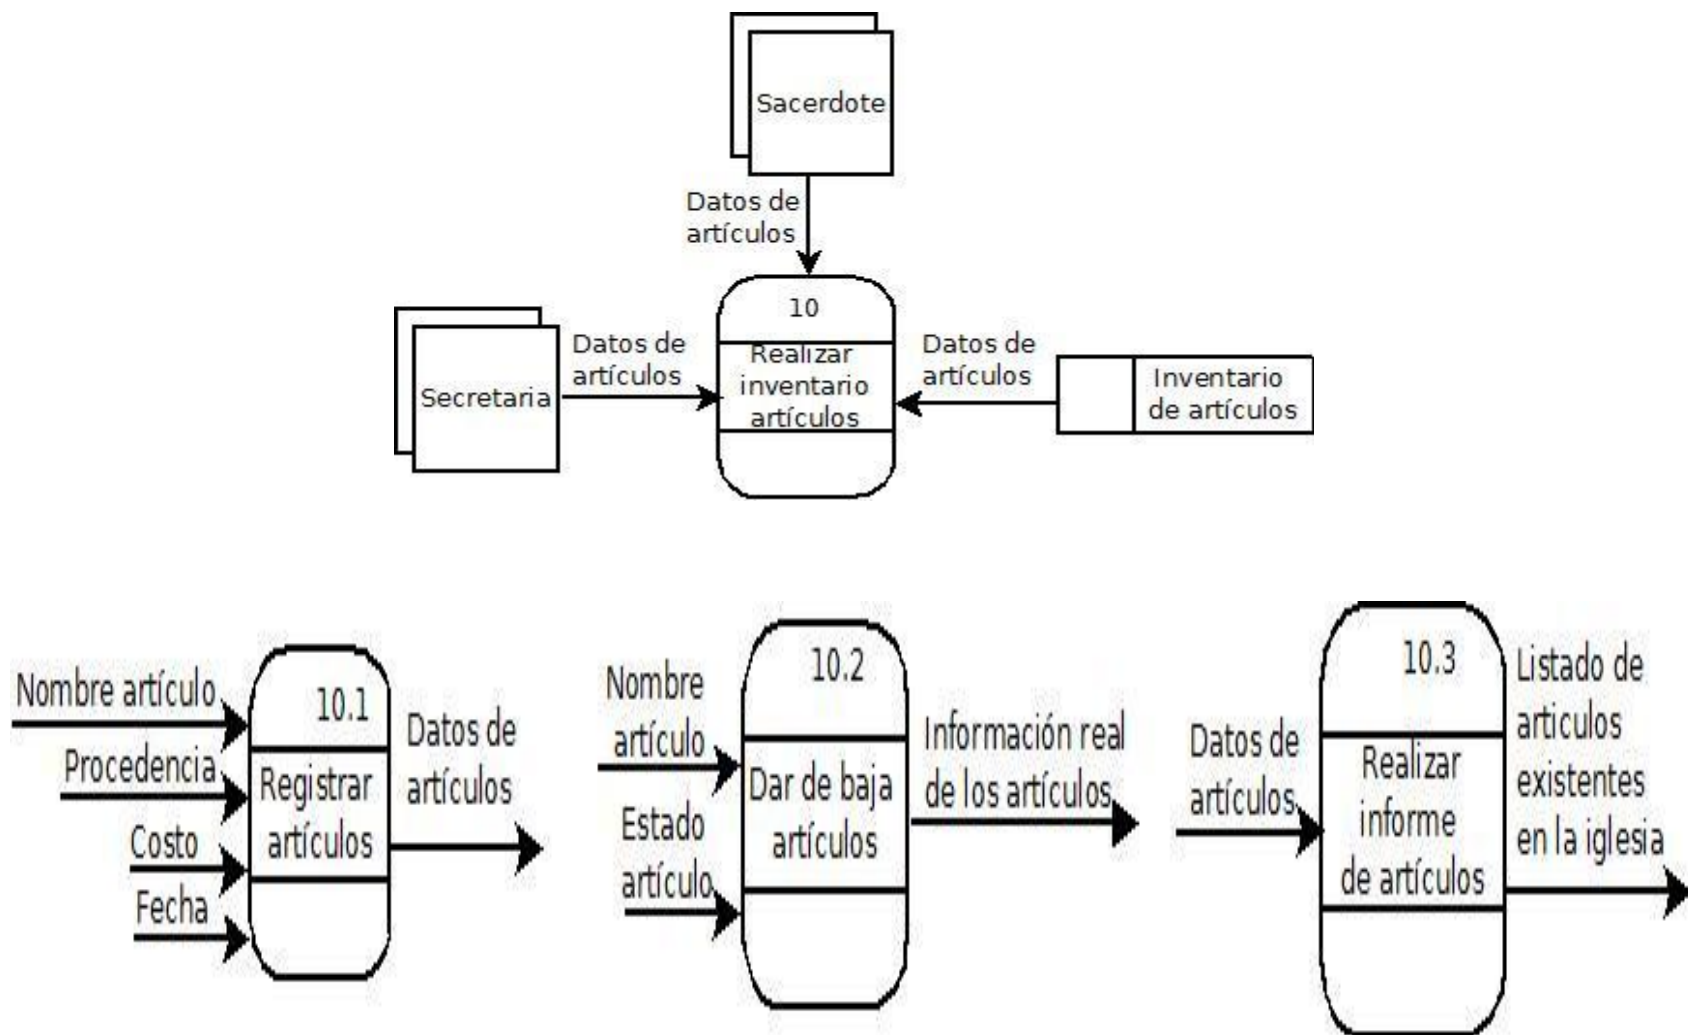 Sacerdote
Datos de
artículos
10
Realizar
inventario
artículos
Datos de
artículos
Secretaria
Datos de
artículos
Inventario
de artículos
Nombre artículo
Procedencia
Costo
Fecha
10.1
Registrar
artículos
Datos de
artículos
Nombre
artículo
Estado
artículo
10.2
Dar de baja
artículos
Información real
de los artículos
Datos de
artículos
10.3
Realizar
informe
de artículos
Listado de
articulos
existentes
en la iglesia